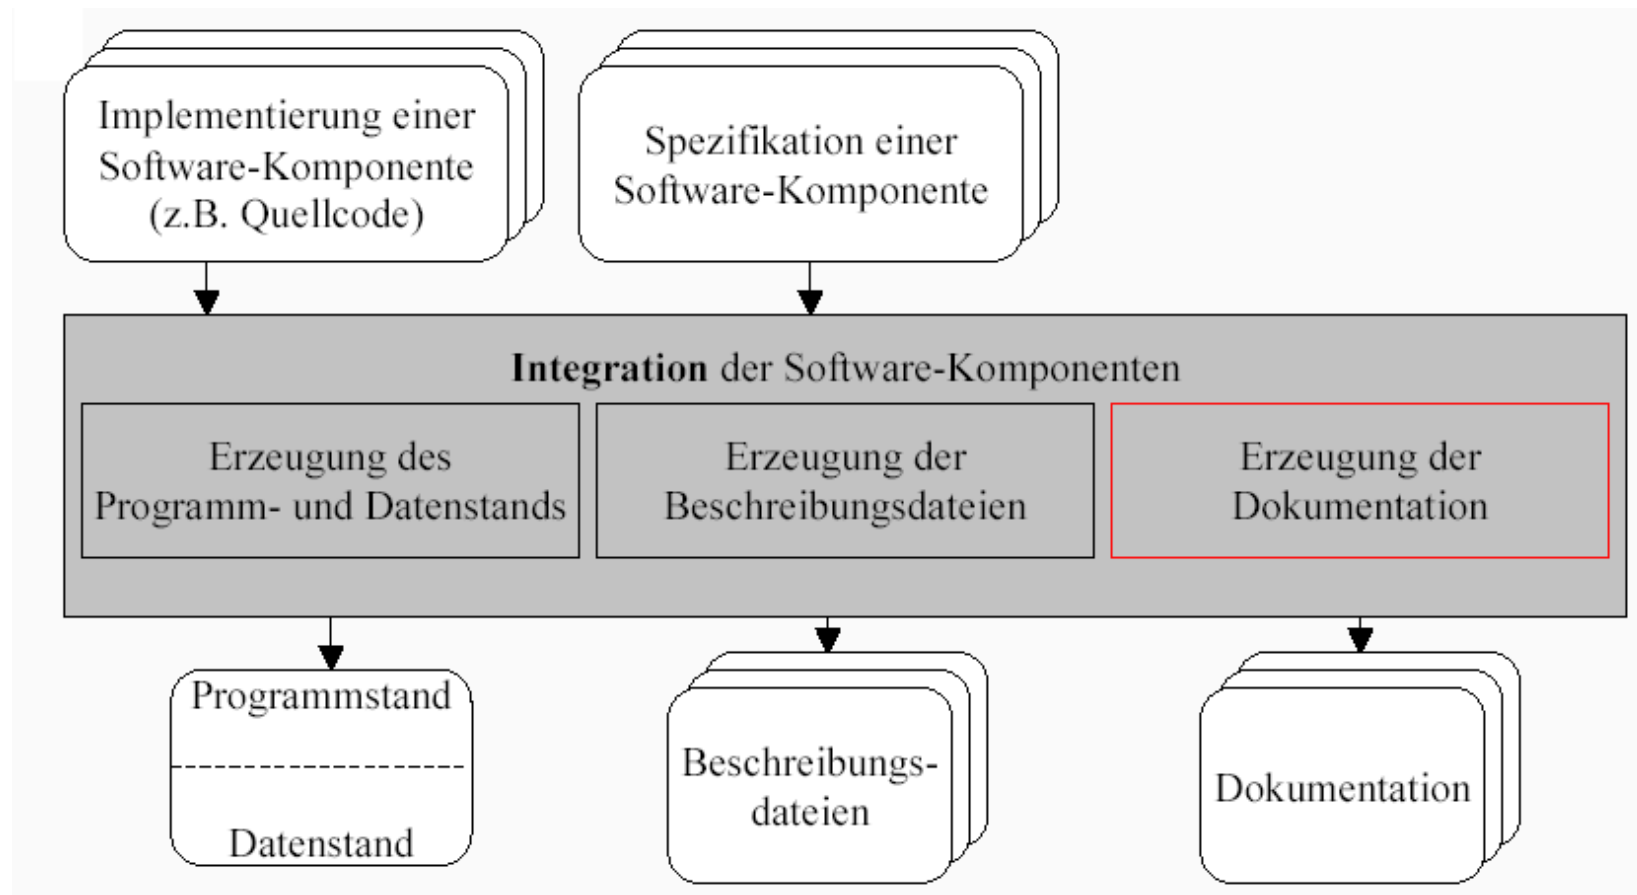 Implementierung einer
Software-Komponente
(z.B. Quellcode)
Spezifikation einer
Software-Komponente
Integration der Software-Komponenten
Erzeugung des
Programm- und Datenstands
Erzeugung der
Beschreibungsdateien
Erzeugung der
Dokumentation
Programmstand
Datenstand
Beschreibungs-
dateien
Dokumentation